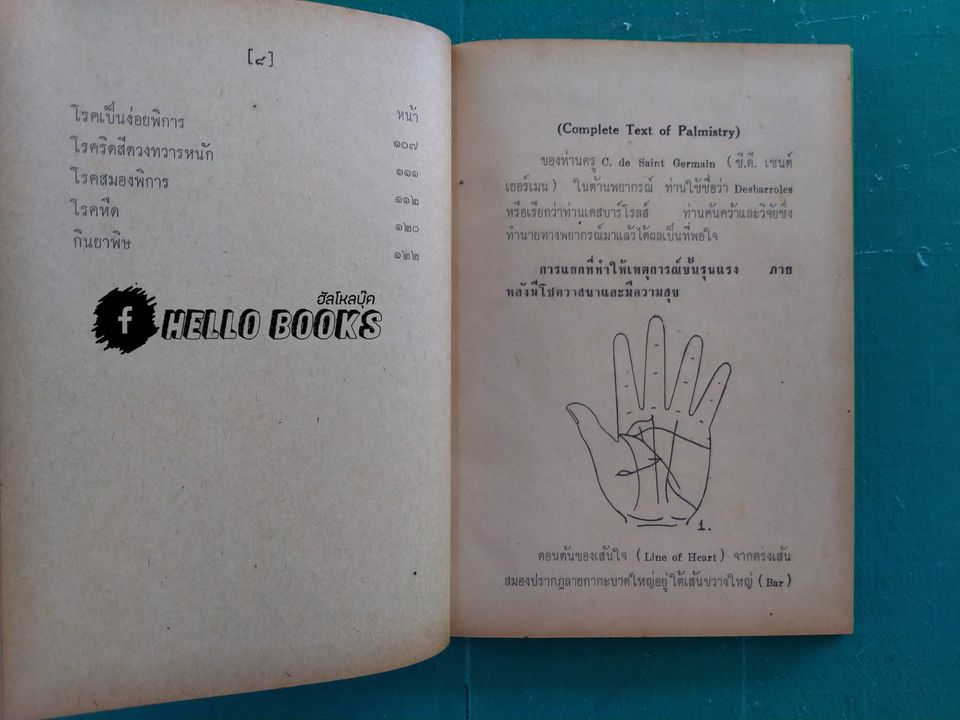 [๘]
หน้า
โรคเป็นง่อยพิการ ๑๐๗
โรคริดสีดวงทวารหนัก ๑๑๑
โรคสมองพิการ ๑๑๒
โรคหืด ๑๒๐
กินยาพิษ ๑๒๒
ฮัลโหลบุ๊ค
f HELLO BOOKS
(Complete Text of Palmistry)
ของท่านครู C. de Saint Germain (ซี.ดี. เซนต์
เยอร์เมน) ในด้านพยากรณ์ ท่านใช้ชื่อว่า Desbarroles
หรือเรียกว่าท่านเดสบาร์โรลส์ ท่านค้นคว้าและวิจัยซึ่ง
ทำนายทางพยากรณ์มาแล้วได้ผลเป็นที่พอใจ
การแยกที่ทำให้เหตุการณ์ขั้นรุนแรง ภาย
หลังมีโชควาสนาและมีความสุข
1.
ตอนต้นของเส้นใจ (Line of Heart) จากตรงเส้น
สมองปรากฏลายกากะบาดใหญ่อยู่ใต้เส้นขวางใหญ่ (Bar)